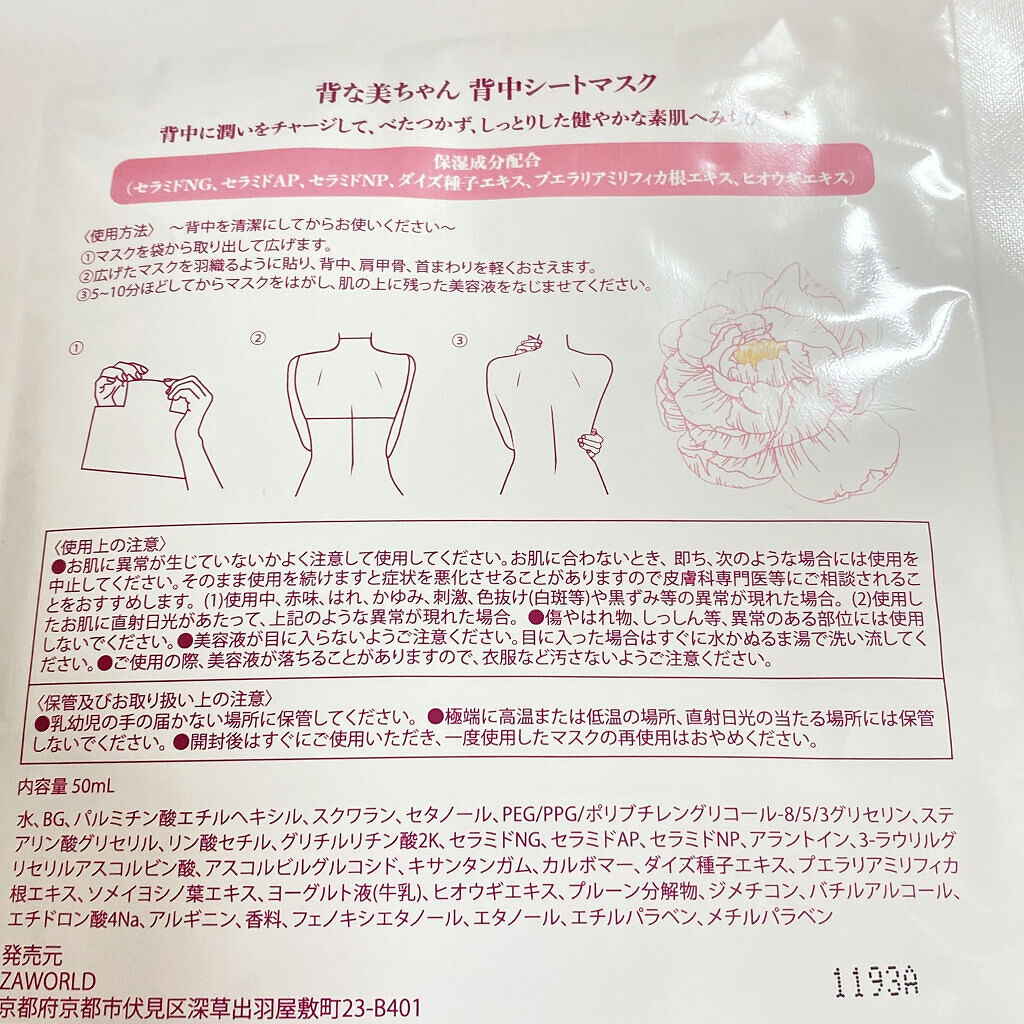 背な美ちゃん 背中シートマスク
背中に潤いをチャージして、べたつかず、しっとりした健やかな素肌へみちび
保湿成分配合
(セラミドNG、セラミドAP、セラミドNP、ダイズ種子エキス、プエラリアミリフィカ根エキス、ヒオウギエキス)
〈使用方法〉 〜背中を清潔にしてからお使いください〜
①マスクを袋から取り出して広げます。
②広げたマスクを羽織るように貼り、背中、肩甲骨、首まわりを軽くおさえます。
③5~10分ほどしてからマスクをはがし、肌の上に残った美容液をなじませてください。
① ② ③
〈使用上の注意〉
●お肌に異常が生じていないかよく注意して使用してください。お肌に合わないとき、即ち、次のような場合には使用を
中止してください。そのまま使用を続けますと症状を悪化させることがありますので皮膚科専門医等にご相談されるこ
とをおすすめします。(1)使用中、赤味、はれ、かゆみ、刺激、色抜け(白斑等)や黒ずみ等の異常が現れた場合。(2)使用し
たお肌に直射日光があたって、上記のような異常が現れた場合。●傷やはれ物、しっしん等、異常のある部位には使用
しないでください。●美容液が目に入らないようご注意ください。目に入った場合はすぐに水かぬるま湯で洗い流してく
ださい。●ご使用の際、美容液が落ちることがありますので、衣服など汚さないようご注意ください。
〈保管及びお取り扱い上の注意〉
●乳幼児の手の届かない場所に保管してください。●極端に高温または低温の場所、直射日光の当たる場所には保管
しないでください。●開封後はすぐにご使用いただき、一度使用したマスクの再使用はおやめください。
内容量 50mL
水、BG、パルミチン酸エチルヘキシル、スクワラン、セタノール、PEG/PPG/ポリブチレングリコール-8/5/3グリセリン、ステ
アリン酸グリセリル、リン酸セチル、グリチルリチン酸2K、セラミドNG、セラミドAP、セラミドNP、アラントイン、3-ラウリルグ
リセリルアスコルビン酸、アスコルビルグルコシド、キサンタンガム、カルボマー、ダイズ種子エキス、プエラリアミリフィカ
根エキス、ソメイヨシノ葉エキス、ヨーグルト液(牛乳)、ヒオウギエキス、プルーン分解物、ジメチコン、バチルアルコール、
エチドロン酸4Na、アルギニン、香料、フェノキシエタノール、エタノール、エチルパラベン、メチルパラベン
発売元
ZAWORLD
京都府京都市伏見区深草出羽屋敷町23-B401
1193A